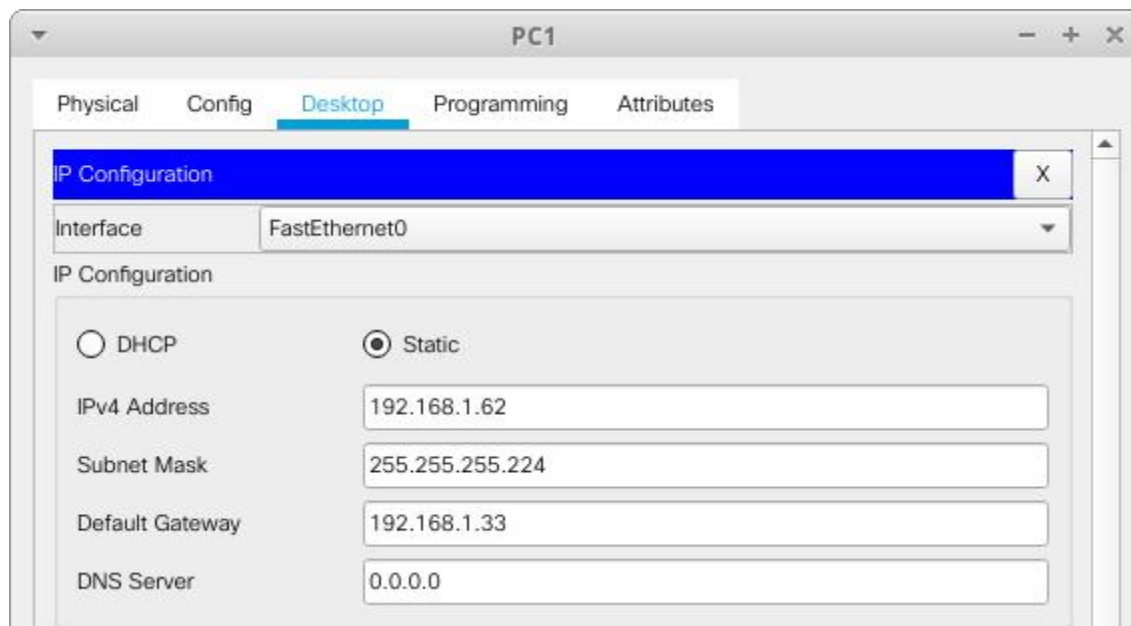 PC1
Physical Config Desktop Programming Attributes
IP Configuration X
Interface FastEthernet0
IP Configuration
DHCP Static
IPv4 Address 192.168.1.62
Subnet Mask 255.255.255.224
Default Gateway 192.168.1.33
DNS Server 0.0.0.0